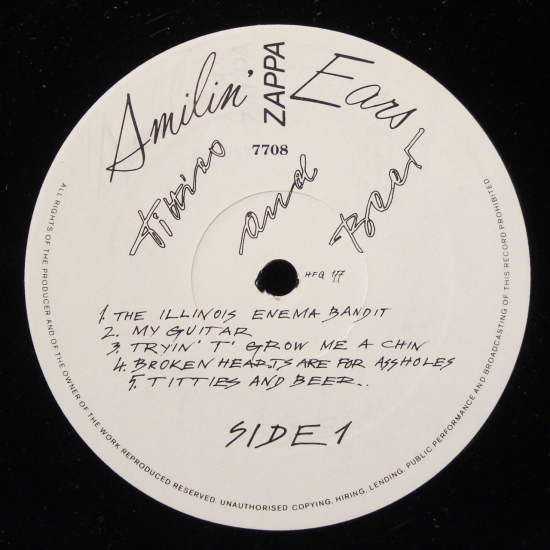 Smilin' Ears
ZAPPA
7708
and Beer
HFQ 177
1. THE ILLINOIS ENEMA BANDIT
2. MY GUITAR
3. TRYIN' T' GROW ME A CHIN
4. BROKEN HEARTS ARE FOR ASSHOLES
5. TITTIES AND BEER..
SIDE 1
ALL RIGHTS OF THE PRODUCER AND OF THE OWNER OF THE WORK REPRODUCED RESERVED. UNAUTHORISED COPYING, HIRING, LENDING, PUBLIC PERFORMANCE AND BROADCASTING OF THIS RECORD PROHIBITED